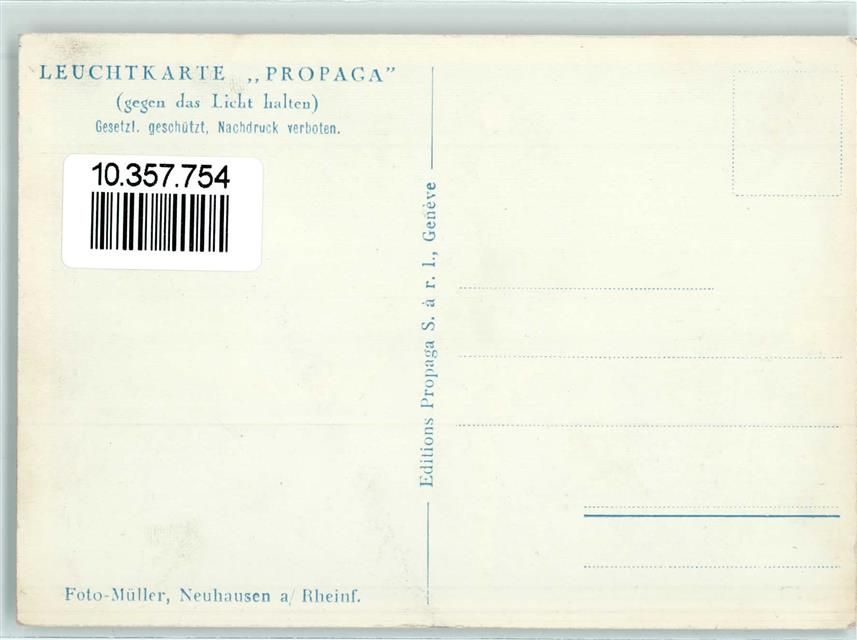 LEUCHTKARTE „PROPAGA”
(gegen das Licht halten)
Gesetzl. geschützt, Nachdruck verboten.
10.357.754
Editions Propaga S. à r. l., Genève
Foto-Müller, Neuhausen a/ Rheinf.